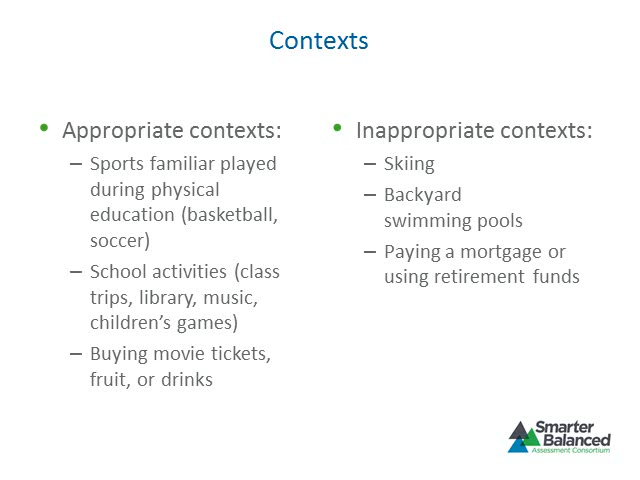 Contexts
• Appropriate contexts:
– Sports familiar played
during physical
education (basketball,
soccer)
– School activities (class
trips, library, music,
children's games)
– Buying movie tickets,
fruit, or drinks
• Inappropriate contexts:
– Skiing
– Backyard
swimming pools
– Paying a mortgage or
using retirement funds
Smarter
Balanced
Assessment Consortium